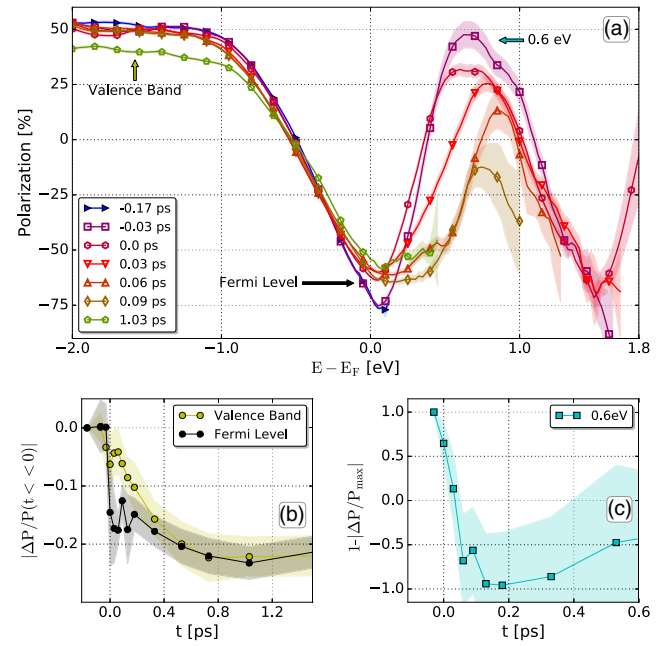 (a)
50
25
0
-25
-50
-75
Polarization [%]
0.6 eV
Valence Band
Fermi Level
-0.17 ps
-0.03 ps
0.0 ps
0.03 ps
0.06 ps
0.09 ps
1.03 ps
-2.0 -1.0 0.0 1.0 1.8
E − E_F [eV]
Valence Band
Fermi Level
0.0
-0.1
-0.2
|ΔP/P(t < < 0)|
(b)
0.0 0.4 0.8 1.2
t [ps]
0.6eV
1.0
0.5
0.0
-0.5
-1.0
1-|ΔP/P_max|
(c)
0.0 0.2 0.4 0.6
t [ps]